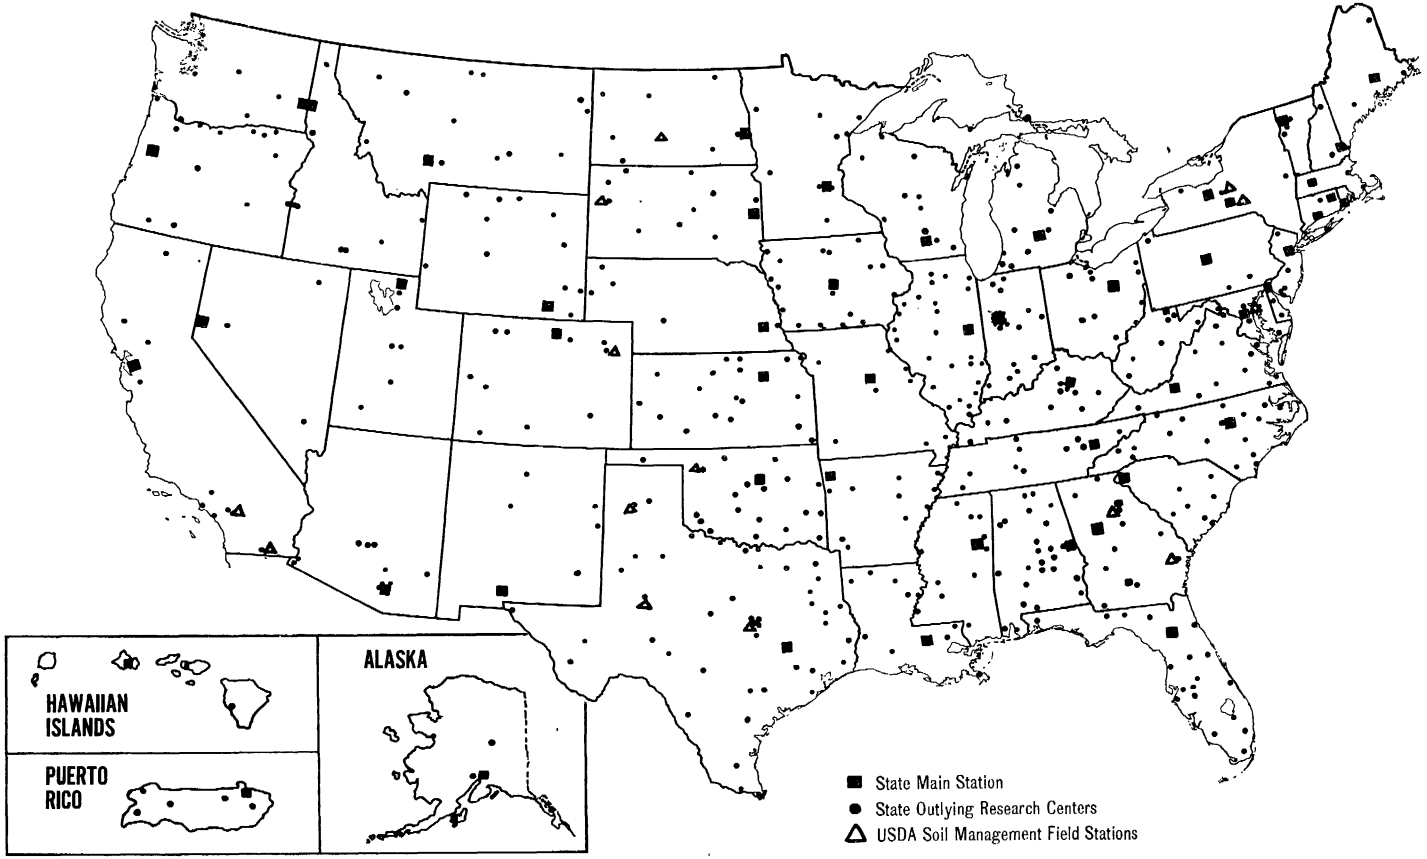 ALASKA
HAWAIIAN
ISLANDS
PUERTO
RICO
State Main Station
State Outlying Research Centers
USDA Soil Management Field Stations